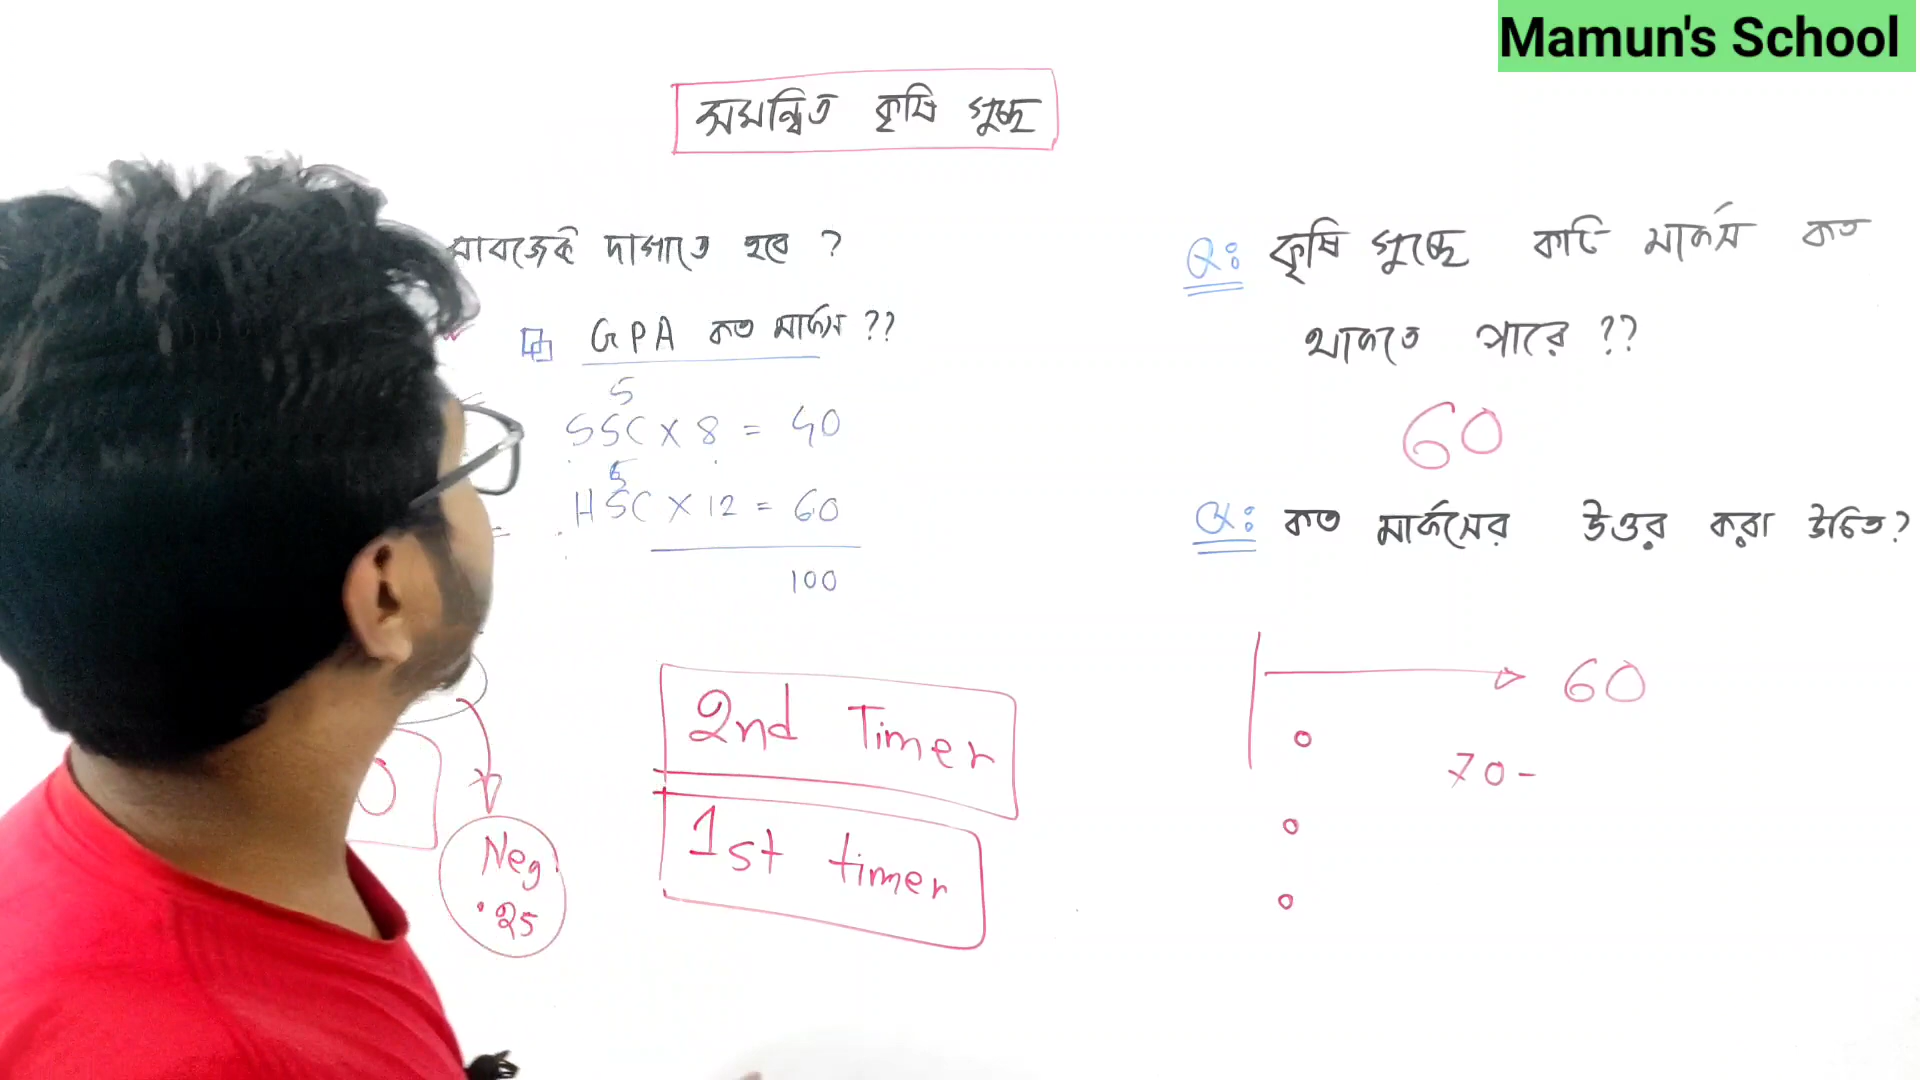 Mamun's School
সমন্বিত কৃষি গুচ্ছে
সাবজেক্ট দাগাতে হবে ?
GPA কত মার্কস ??
5
SSC X 8 = 40
5
HSC X 12 = 60
100
2nd Timer
1st timer
Neg
.25
Q: কৃষি গুচ্ছে কাট মার্কস কত
থাকতে পারে ??
60
Q: কত মার্কসের উত্তর করা উচিত?
60
70-